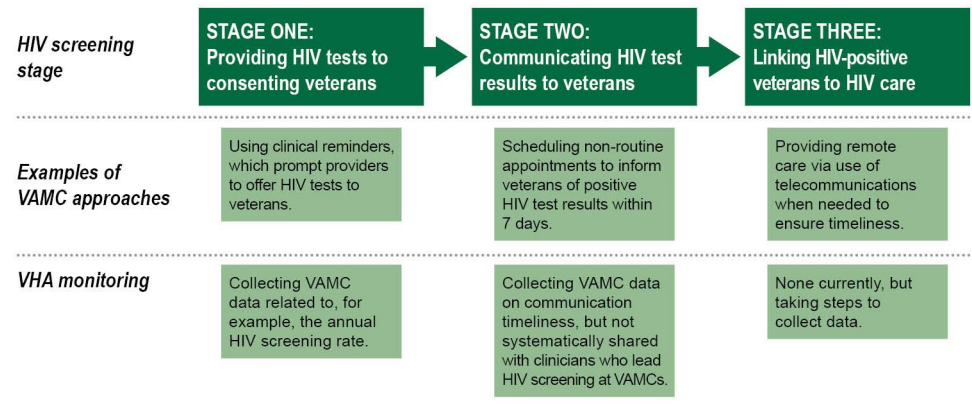 HIV screening
stage
STAGE ONE:
Providing HIV tests to
consenting veterans
STAGE TWO:
Communicating HIV test
results to veterans
STAGE THREE:
Linking HIV-positive
veterans to HIV care
Examples of
VAMC approaches
Using clinical reminders,
which prompt providers
to offer HIV tests to
veterans.
Scheduling non-routine
appointments to inform
veterans of positive
HIV test results within
7 days.
Providing remote
care via use of
telecommunications
when needed to
ensure timeliness.
VHA monitoring
Collecting VAMC
data related to, for
example, the annual
HIV screening rate.
Collecting VAMC data
on communication
timeliness, but not
systematically shared
with clinicians who lead
HIV screening at VAMCs.
None currently, but
taking steps to
collect data.